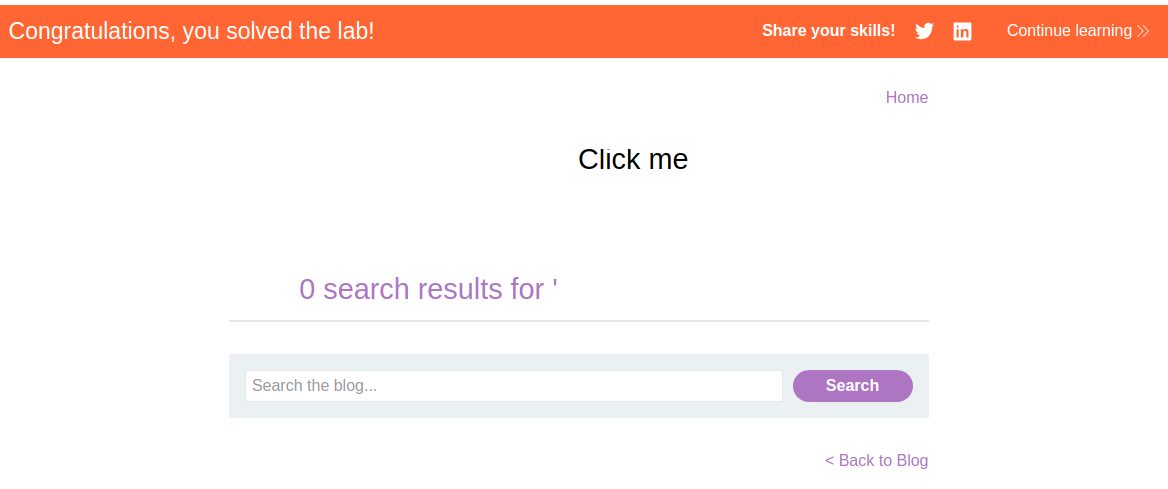 Congratulations, you solved the lab!
Share your skills!
Continue learning
Home
Click me
0 search results for '
Search the blog...
Search
< Back to Blog